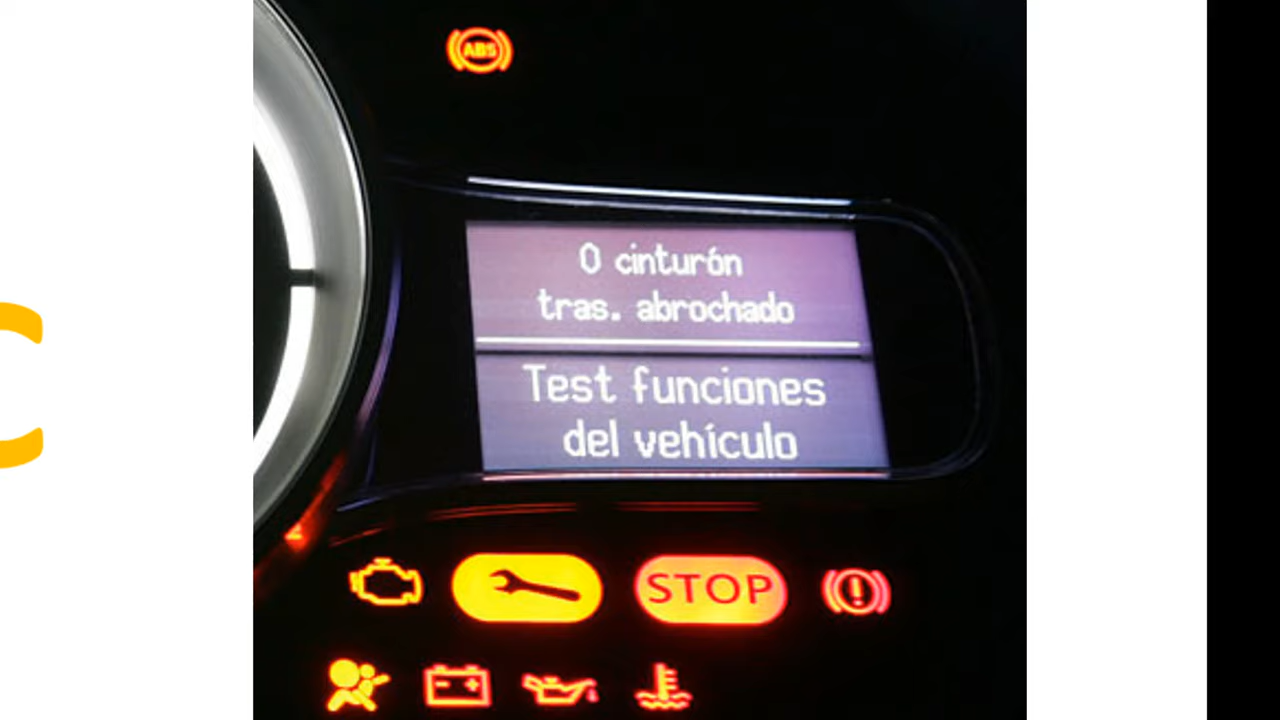 ABS
0 cinturón
tras. abrochado
Test funciones
del vehículo
STOP